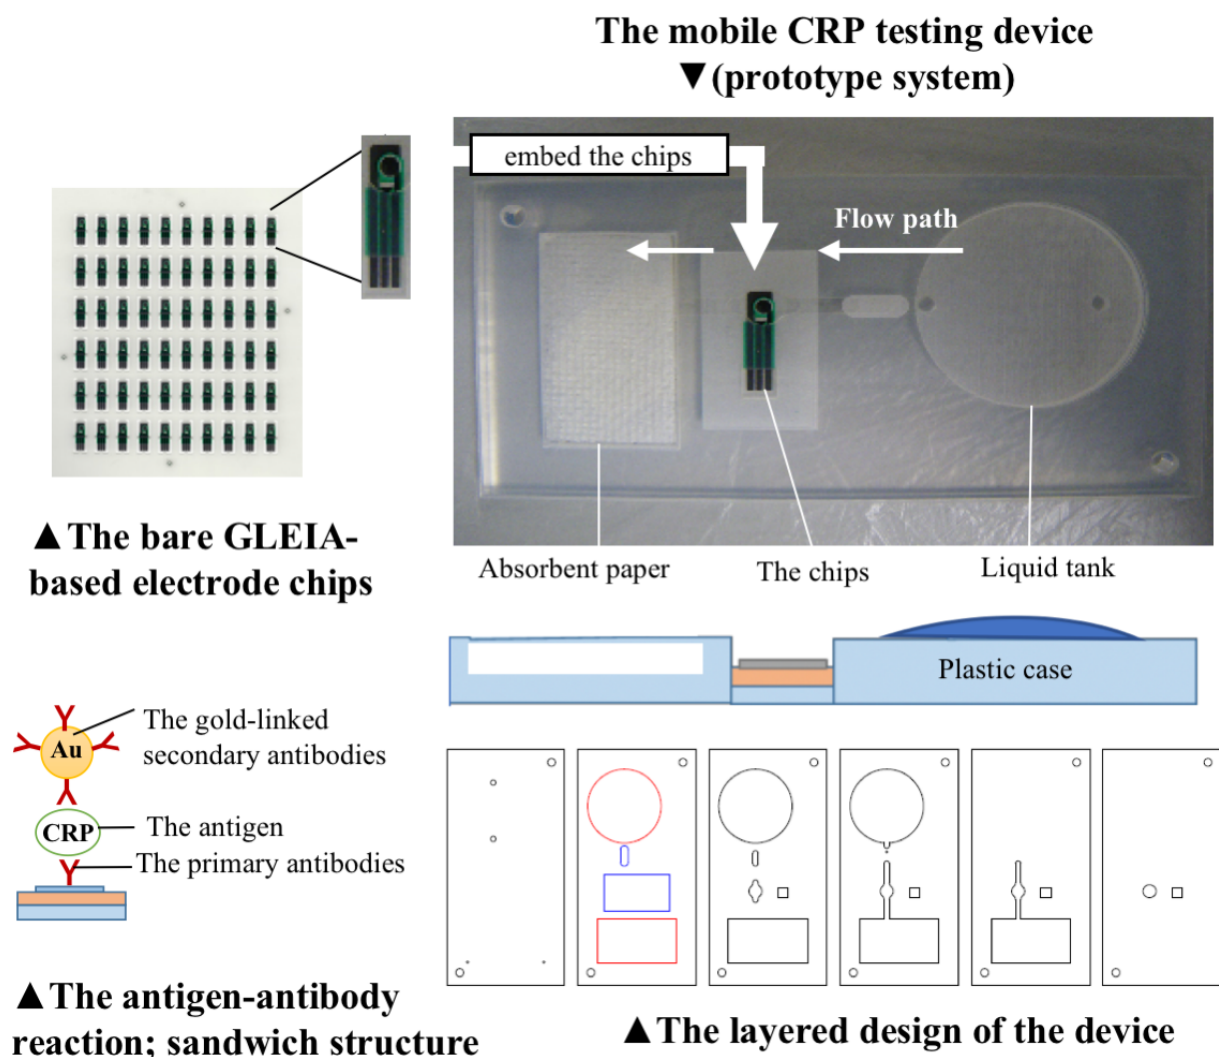 The mobile CRP testing device
▼(prototype system)
embed the chips
Flow path
▲The bare GLEIA-
based electrode chips
Absorbent paper
The chips
Liquid tank
Plastic case
The gold-linked
secondary antibodies
Au
CRP
The antigen
The primary antibodies
▲The antigen-antibody
reaction; sandwich structure
▲The layered design of the device